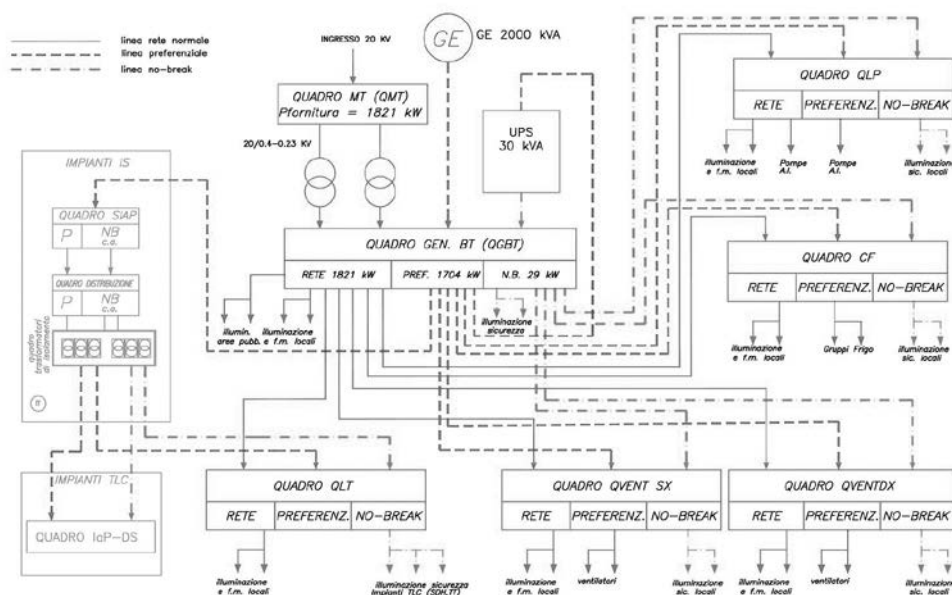 linea rete normale
linea preferenziale
linea no-break
INGRESSO 20 KV
GE
GE 2000 kVA
QUADRO MT (QMT)
Pfornitura = 1821 kW
20/0.4-0.23 KV
UPS
30 kVA
QUADRO GEN. BT (QGBT)
RETE 1821 kW
PREF. 1704 kW
N.B. 29 kW
illumin.
aree pubb.
illuminazione
e f.m. locali
illuminazione
sicurezza
QUADRO QLP
RETE
PREFERENZ.
NO-BREAK
illuminazione
e f.m. locali
Pompe
A.I.
Pompe
A.I.
illuminazione
sic. locali
QUADRO CF
RETE
PREFERENZ.
NO-BREAK
illuminazione
e f.m. locali
Gruppi Frigo
illuminazione
sic. locali
IMPIANTI IS
QUADRO SIAP
P
NB
c.a.
QUADRO DISTRIBUZIONE
P
NB
c.a.
quadro
trasformatori
di isolamento
IMPIANTI TLC
QUADRO IaP-DS
QUADRO QLT
RETE
PREFERENZ.
NO-BREAK
illuminazione
e f.m. locali
illuminazione sicurezza
Impianti TLC (SDH,TT)
QUADRO QVENT SX
RETE
PREFERENZ.
NO-BREAK
illuminazione
e f.m. locali
ventilatori
illuminazione
sic. locali
QUADRO QVENTDX
RETE
PREFERENZ.
NO-BREAK
illuminazione
e f.m. locali
ventilatori
illuminazione
sic. locali